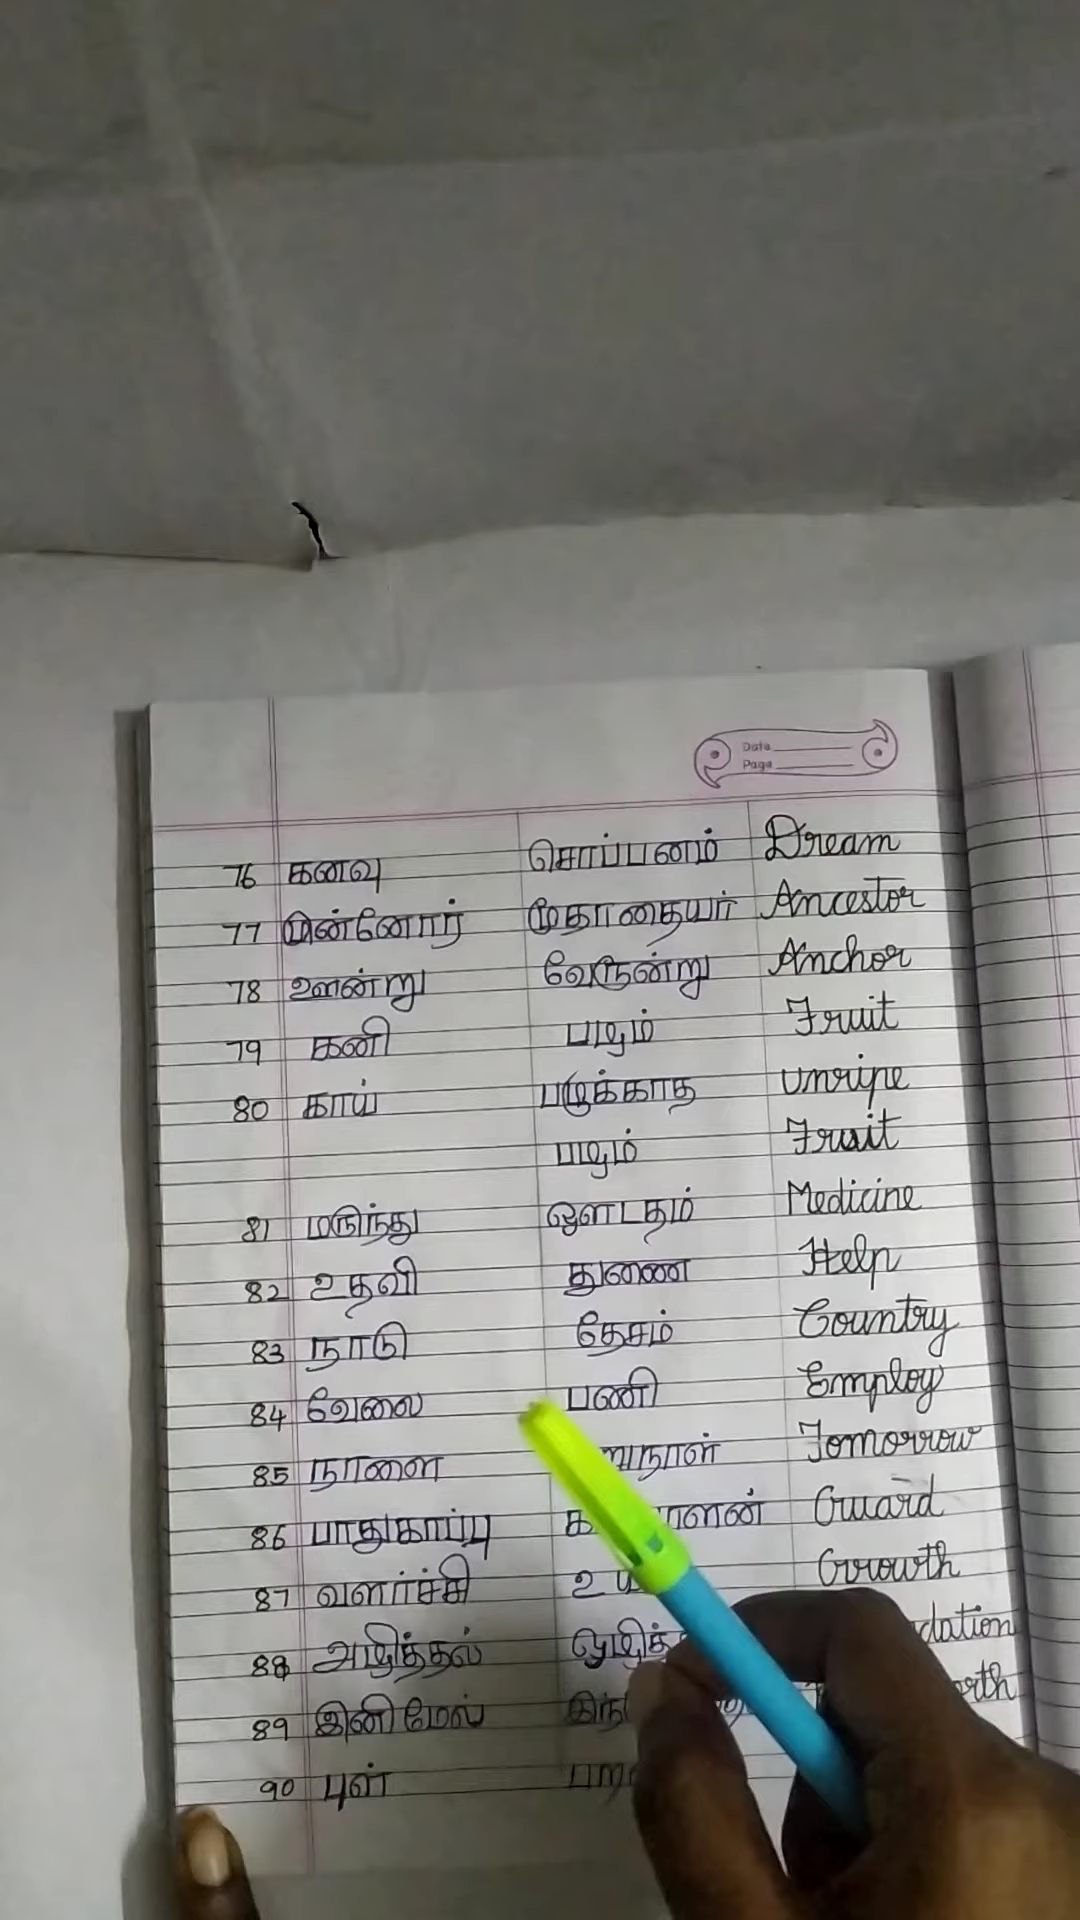 Date
Page
76 கனவு சொப்பனம் Dream
77 முன்னோர் மூதாதையர் Ancestor
78 ஊன்று வேரூன்று Anchor
79 கனி பழம் Fruit
80 காய் பழுக்காத unripe
பழம் Fruit
81 மருந்து ஔடதம் Medicine
82 உதவி துணை Help
83 நாடு தேசம் Country
84 வேலை பணி Employ
85 நாளை Tomorrow
86 பாதுகாப்பு Guard
87 வளர்ச்சி Growth
88 அழித்தல்
89 இனிமேல்
90 புள்